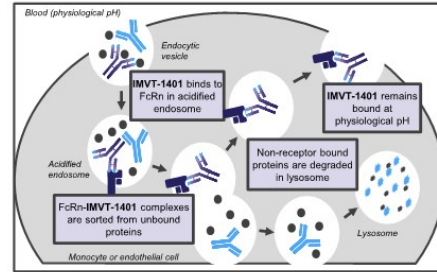 Blood (physiological pH)
Endocytic
vesicle
IMVT-1401 binds to
FcRn in acidified
endosome
IMVT-1401 remains
bound at
physiological pH
Acidified
endosome
Non-receptor bound
proteins are degraded
in lysosome
FcRn-IMVT-1401 complexes
are sorted from unbound
proteins
Lysosome
Monocyte or endothelial cell